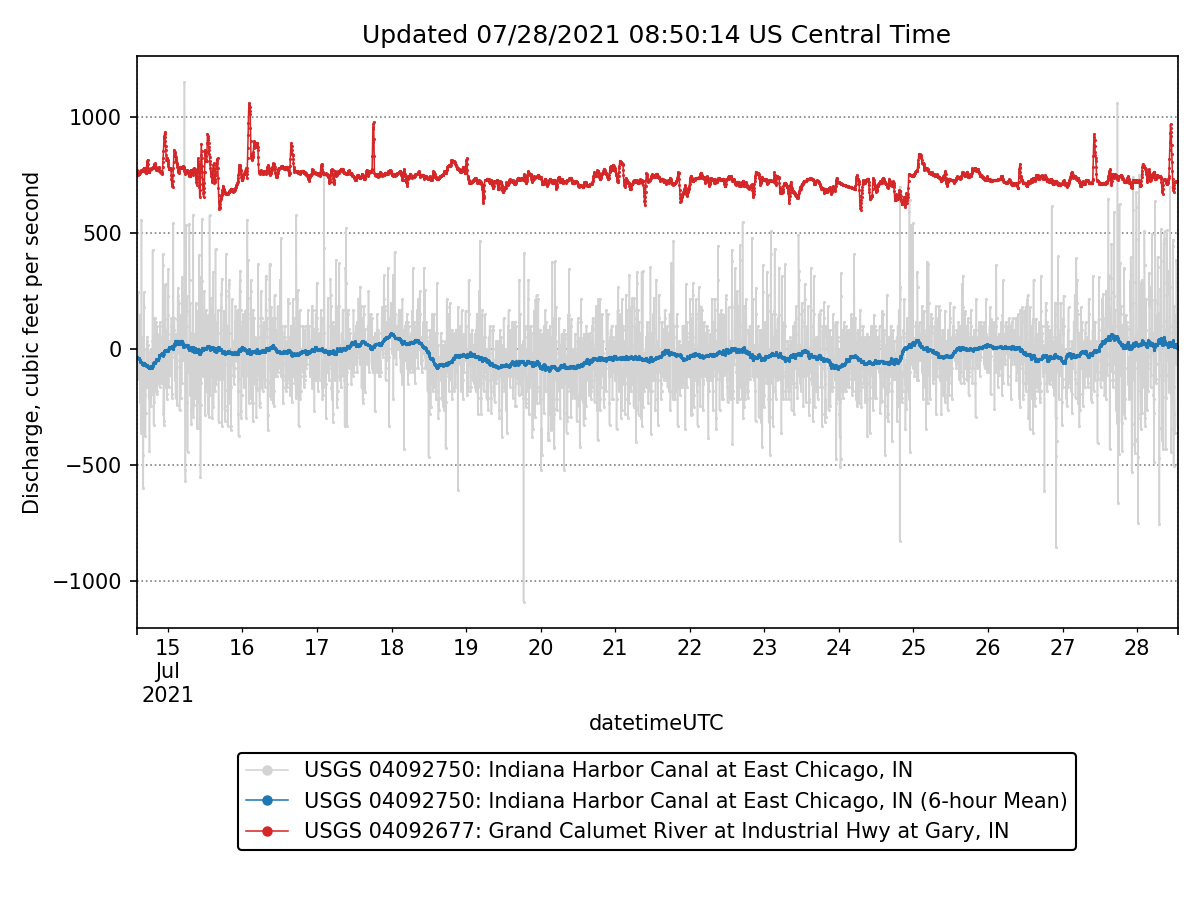 Updated 07/28/2021 08:50:14 US Central Time
Discharge, cubic feet per second
1000
500
0
−500
−1000
15 16 17 18 19 20 21 22 23 24 25 26 27 28
Jul
2021
datetimeUTC
USGS 04092750: Indiana Harbor Canal at East Chicago, IN
USGS 04092750: Indiana Harbor Canal at East Chicago, IN (6-hour Mean)
USGS 04092677: Grand Calumet River at Industrial Hwy at Gary, IN